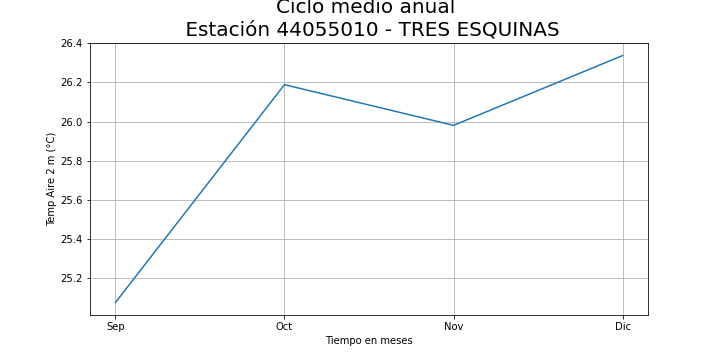 Ciclo medio anual
Estación 44055010 - TRES ESQUINAS
26.4
26.2
26.0
25.8
25.6
25.4
25.2
Temp Aire 2 m (°C)
Sep Oct Nov Dic
Tiempo en meses